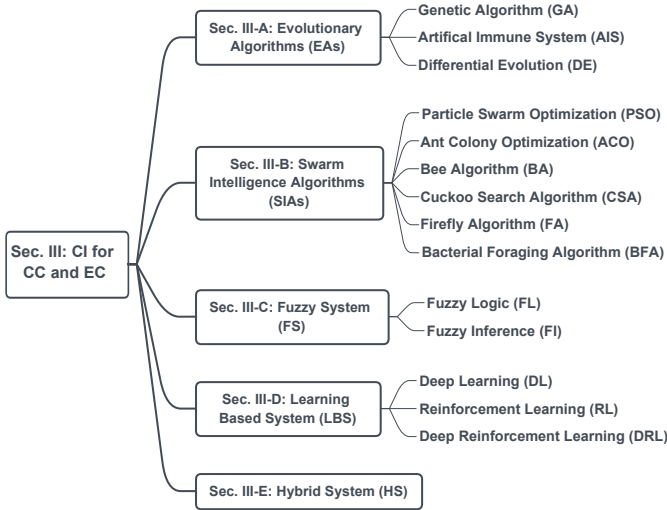 Sec. III: CI for
CC and EC
Sec. III-A: Evolutionary
Algorithms (EAs)
Genetic Algorithm (GA)
Artifical Immune System (AIS)
Differential Evolution (DE)
Sec. III-B: Swarm
Intelligence Algorithms
(SIAs)
Particle Swarm Optimization (PSO)
Ant Colony Optimization (ACO)
Bee Algorithm (BA)
Cuckoo Search Algorithm (CSA)
Firefly Algorithm (FA)
Bacterial Foraging Algorithm (BFA)
Sec. III-C: Fuzzy System
(FS)
Fuzzy Logic (FL)
Fuzzy Inference (FI)
Sec. III-D: Learning
Based System (LBS)
Deep Learning (DL)
Reinforcement Learning (RL)
Deep Reinforcement Learning (DRL)
Sec. III-E: Hybrid System (HS)